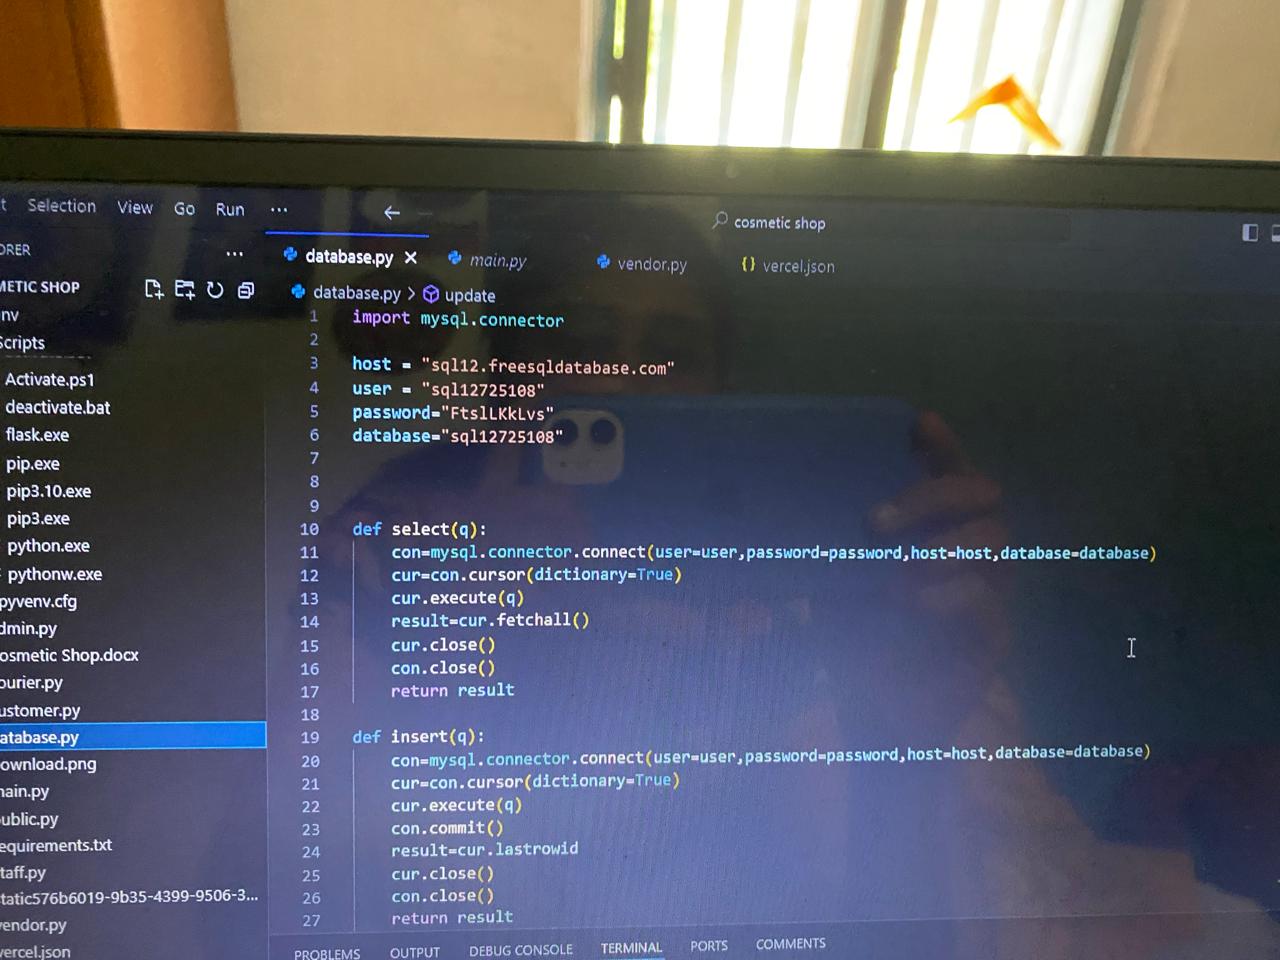 t Selection View Go Run ... ←
cosmetic shop
ORER ...
database.py × main.py vendor.py {} vercel.json
METIC SHOP
database.py > update
nv
Scripts
Activate.ps1
deactivate.bat
flask.exe
pip.exe
pip3.10.exe
pip3.exe
python.exe
pythonw.exe
pyvenv.cfg
dmin.py
osmetic Shop.docx
ourier.py
ustomer.py
atabase.py
ownload.png
nain.py
ublic.py
equirements.txt
taff.py
tatic576b6019-9b35-4399-9506-3...
vendor.py
vercel.json
1 import mysql.connector
2
3 host = "sql12.freesqldatabase.com"
4 user = "sql12725108"
5 password="FtslLKkLvs"
6 database="sql12725108"
7
8
9
10 def select(q):
11 con=mysql.connector.connect(user=user,password=password,host=host,database=database)
12 cur=con.cursor(dictionary=True)
13 cur.execute(q)
14 result=cur.fetchall()
15 cur.close()
16 con.close()
17 return result
18
19 def insert(q):
20 con=mysql.connector.connect(user=user,password=password,host=host,database=database)
21 cur=con.cursor(dictionary=True)
22 cur.execute(q)
23 con.commit()
24 result=cur.lastrowid
25 cur.close()
26 con.close()
27 return result
PROBLEMS OUTPUT DEBUG CONSOLE TERMINAL PORTS COMMENTS